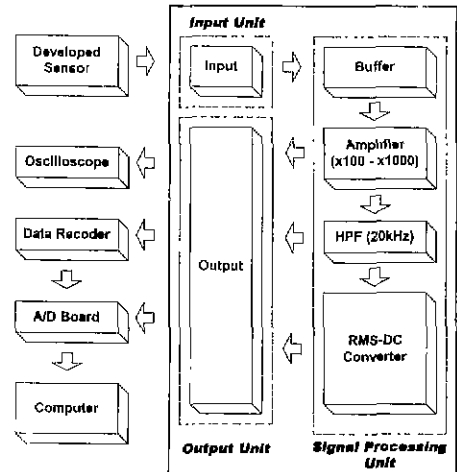 Input Unit
Developed
Sensor
Input
Buffer
Amplifier
(x100 - x1000)
Oscilloscope
Data Recoder
HPF (20kHz)
Output
A/D Board
RMS-DC
Converter
Computer
Output Unit
Signal Processing
Unit